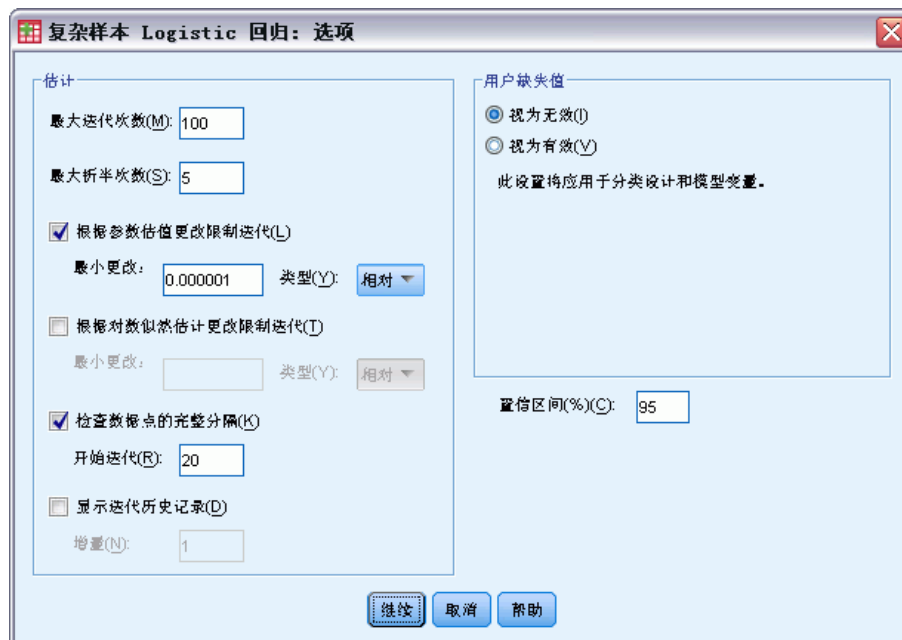 复杂样本 Logistic 回归: 选项
估计
最大迭代次数(M): 100
最大折半次数(S): 5
根据参数估值更改限制迭代(L)
最小更改: 0.000001 类型(Y): 相对
根据对数似然估计更改限制迭代(T)
最小更改: 类型(Y): 相对
检查数据点的完整分隔(K)
开始迭代(R): 20
显示迭代历史记录(D)
增量(N): 1
用户缺失值
视为无效(I)
视为有效(V)
此设置将应用于分类设计和模型变量。
置信区间(%)(C): 95
继续 取消 帮助